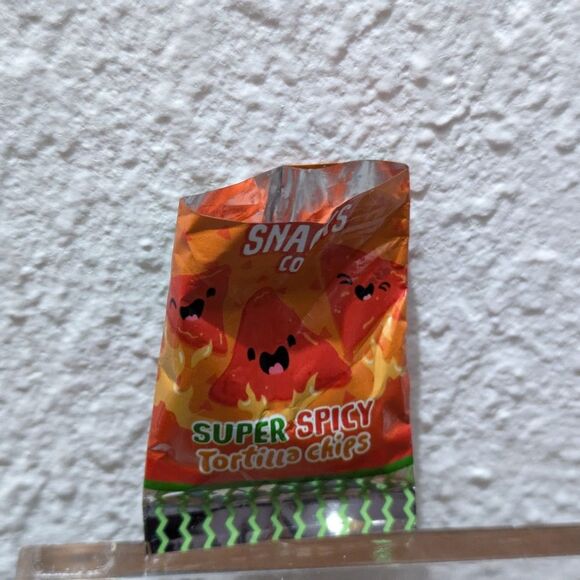 SNACKS
CO
SUPER SPICY
Tortilla chips